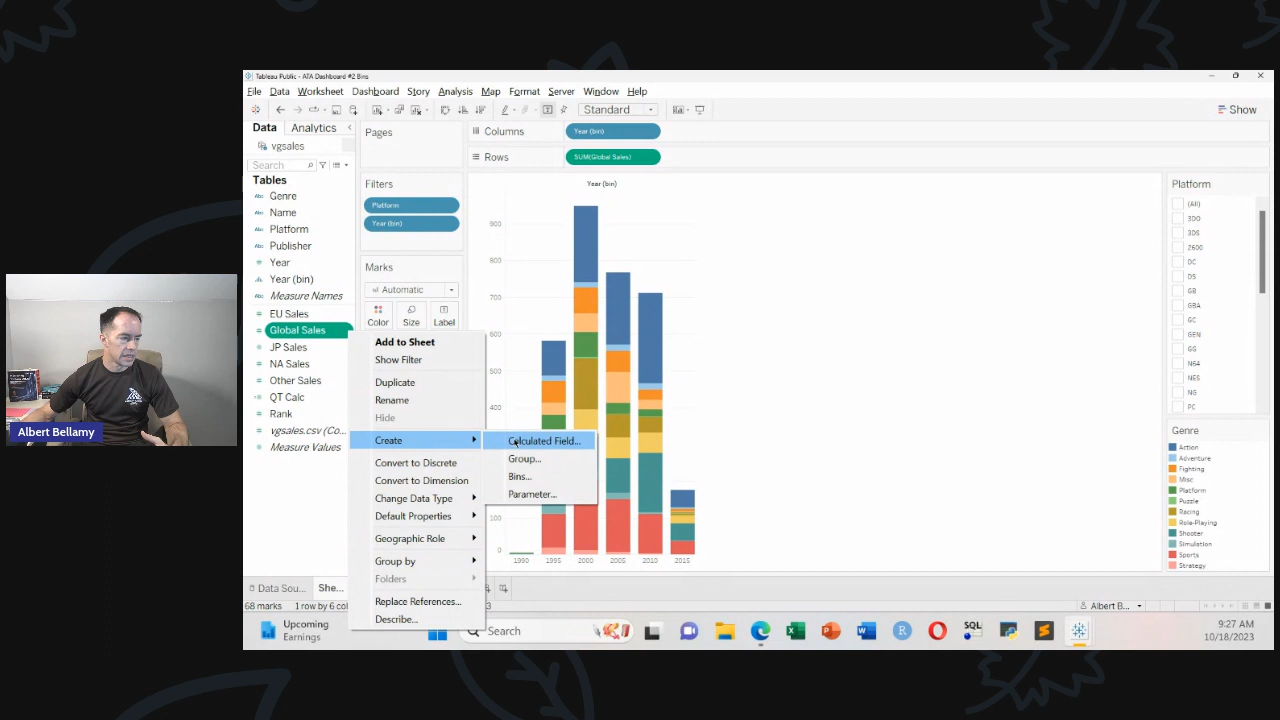 Tableau Public - ATA Dashboard #2 Bins
File Data Worksheet Dashboard Story Analysis Map Format Server Window Help
Standard
Show
Data
Analytics
vgsales
Search
Tables
Genre
Name
Platform
Publisher
Year
Year (bin)
Measure Names
EU Sales
Global Sales
JP Sales
NA Sales
Other Sales
QT Calc
Rank
vgsales.csv (Co...
Measure Values
Pages
Filters
Platform
Year (bin)
Marks
Automatic
Color
Size
Label
Columns
Year (bin)
Rows
SUM(Global Sales)
Year (bin)
900
800
700
600
500
400
100
0
1990
1995
2000
2005
2010
2015
Add to Sheet
Show Filter
Duplicate
Rename
Hide
Create
Convert to Discrete
Convert to Dimension
Change Data Type
Default Properties
Geographic Role
Group by
Folders
Replace References...
Describe...
Calculated Field...
Group...
Bins...
Parameter...
Platform
(All)
3DO
3DS
2600
DC
DS
GB
GBA
GC
GEN
GG
N64
NES
NG
PC
Genre
Action
Adventure
Fighting
Misc
Platform
Puzzle
Racing
Role-Playing
Shooter
Simulation
Sports
Strategy
Data Sou...
She...
68 marks
1 row by 6 col
Albert B...
Upcoming
Earnings
Search
SQL
R
9:27 AM
10/18/2023
Albert Bellamy